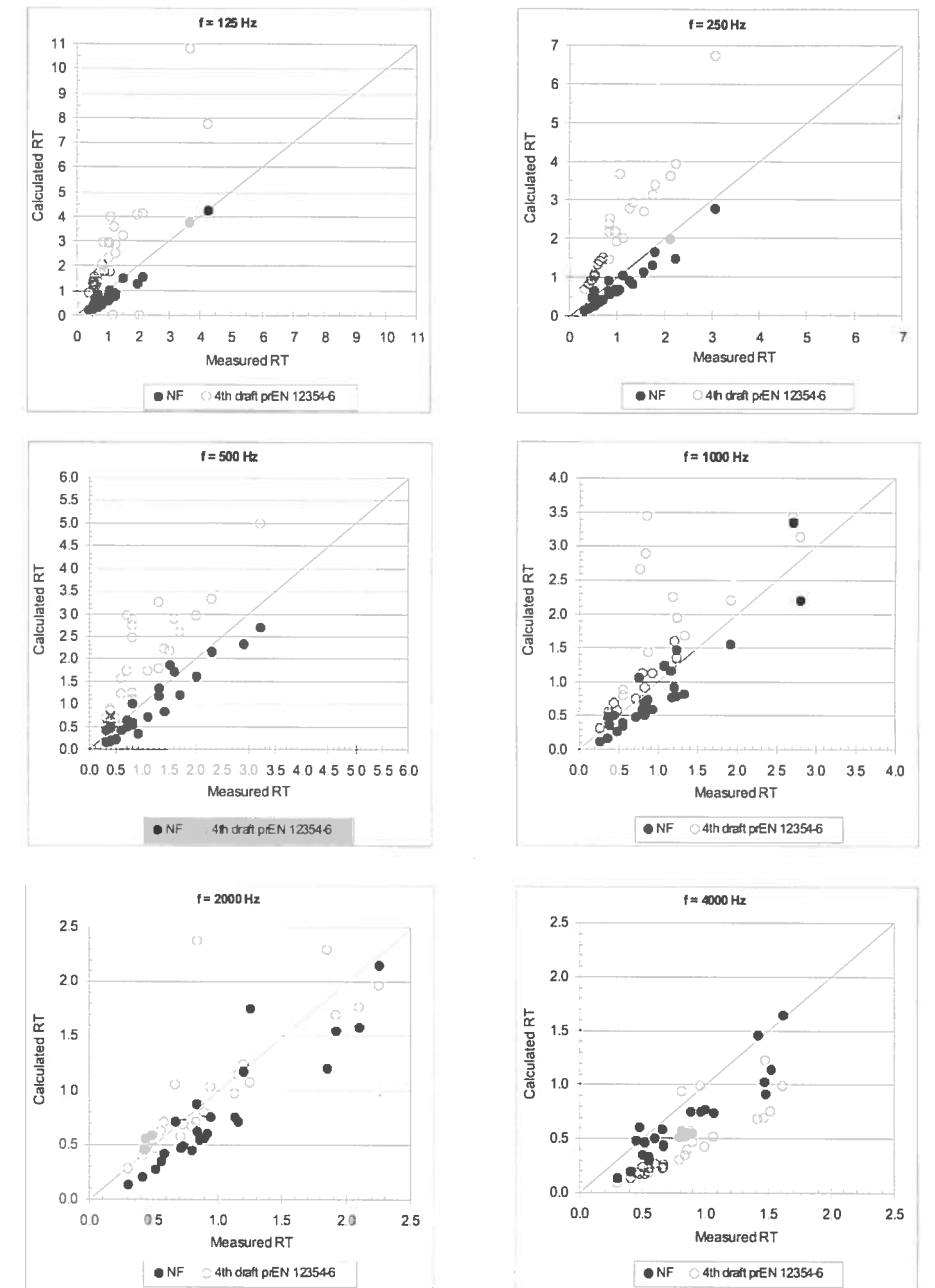 f = 125 Hz
11
10
9
8
7
6
5
4
3
2
1
0
Calculated RT
0 1 2 3 4 5 6 7 8 9 10 11
Measured RT
NF 4th draft prEN 12354-6
f = 250 Hz
7
6
5
4
3
2
1
0
Calculated RT
0 1 2 3 4 5 6 7
Measured RT
NF 4th draft prEN 12354-6
f = 500 Hz
6.0
5.5
5.0
4.5
4.0
3.5
3.0
2.5
2.0
1.5
1.0
0.5
0.0
Calculated RT
0.0 0.5 1.0 1.5 2.0 2.5 3.0 3.5 4.0 4.5 5.0 5.5 6.0
Measured RT
NF 4th draft prEN 12354-6
f = 1000 Hz
4.0
3.5
3.0
2.5
2.0
1.5
1.0
0.5
0.0
Calculated RT
0.0 0.5 1.0 1.5 2.0 2.5 3.0 3.5 4.0
Measured RT
NF 4th draft prEN 12354-6
f = 2000 Hz
2.5
2.0
1.5
1.0
0.5
0.0
Calculated RT
0.0 0.5 1.0 1.5 2.0 2.5
Measured RT
NF 4th draft prEN 12354-6
f = 4000 Hz
2.5
2.0
1.5
1.0
0.5
0.0
Calculated RT
0.0 0.5 1.0 1.5 2.0 2.5
Measured RT
NF 4th draft prEN 12354-6